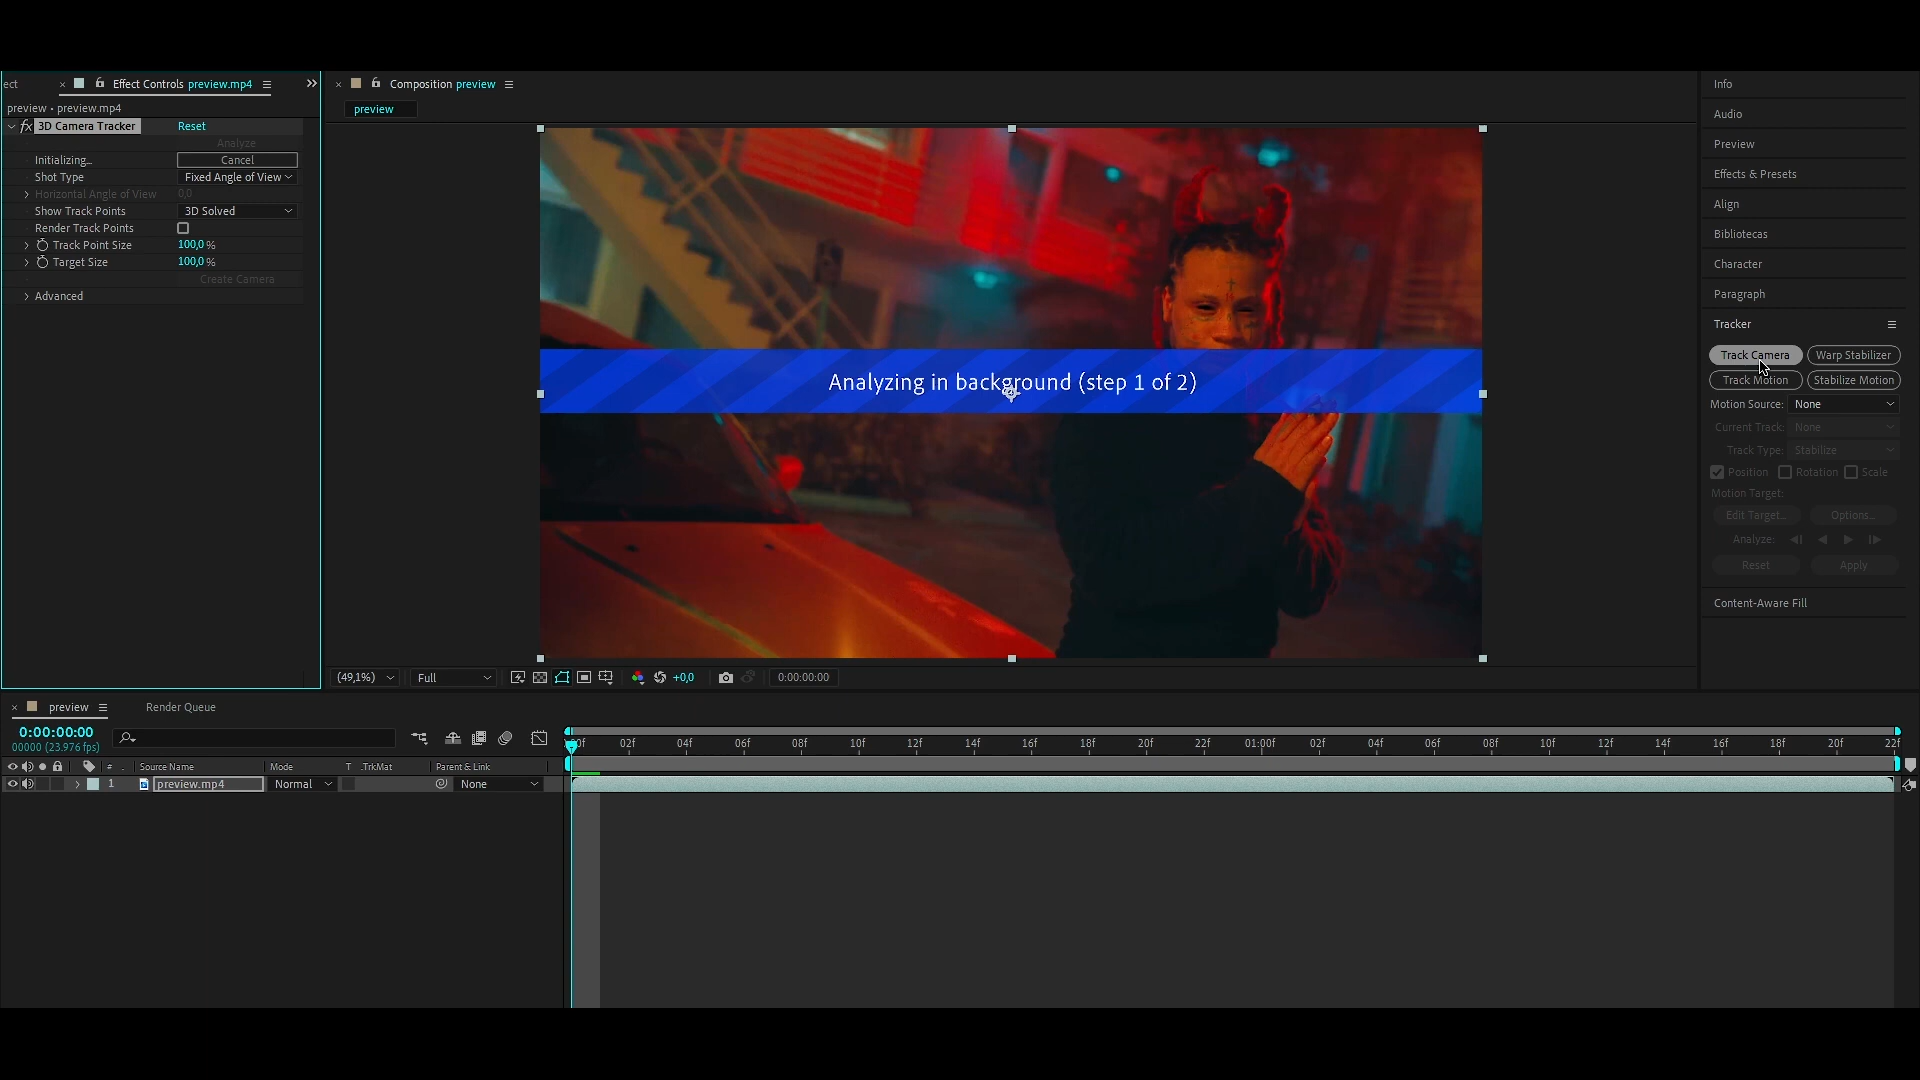 ect
× Effect Controls preview.mp4
preview • preview.mp4
fx 3D Camera Tracker Reset
Analyze
Initializing... Cancel
Shot Type Fixed Angle of View
Horizontal Angle of View 0,0
Show Track Points 3D Solved
Render Track Points
Track Point Size 100,0 %
Target Size 100,0 %
Create Camera
Advanced
× Composition preview
preview
Analyzing in background (step 1 of 2)
(49,1%) Full +0,0 0:00:00:00
Info
Audio
Preview
Effects & Presets
Align
Bibliotecas
Character
Paragraph
Tracker
Track Camera Warp Stabilizer
Track Motion Stabilize Motion
Motion Source: None
Current Track: None
Track Type: Stabilize
Position Rotation Scale
Motion Target:
Edit Target... Options...
Analyze:
Reset Apply
Content-Aware Fill
× preview Render Queue
0:00:00:00
00000 (23.976 fps)
00f 02f 04f 06f 08f 10f 12f 14f 16f 18f 20f 22f 01:00f 02f 04f 06f 08f 10f 12f 14f 16f 18f 20f 22f
# Source Name Mode T .TrkMat Parent & Link
1 preview.mp4 Normal None